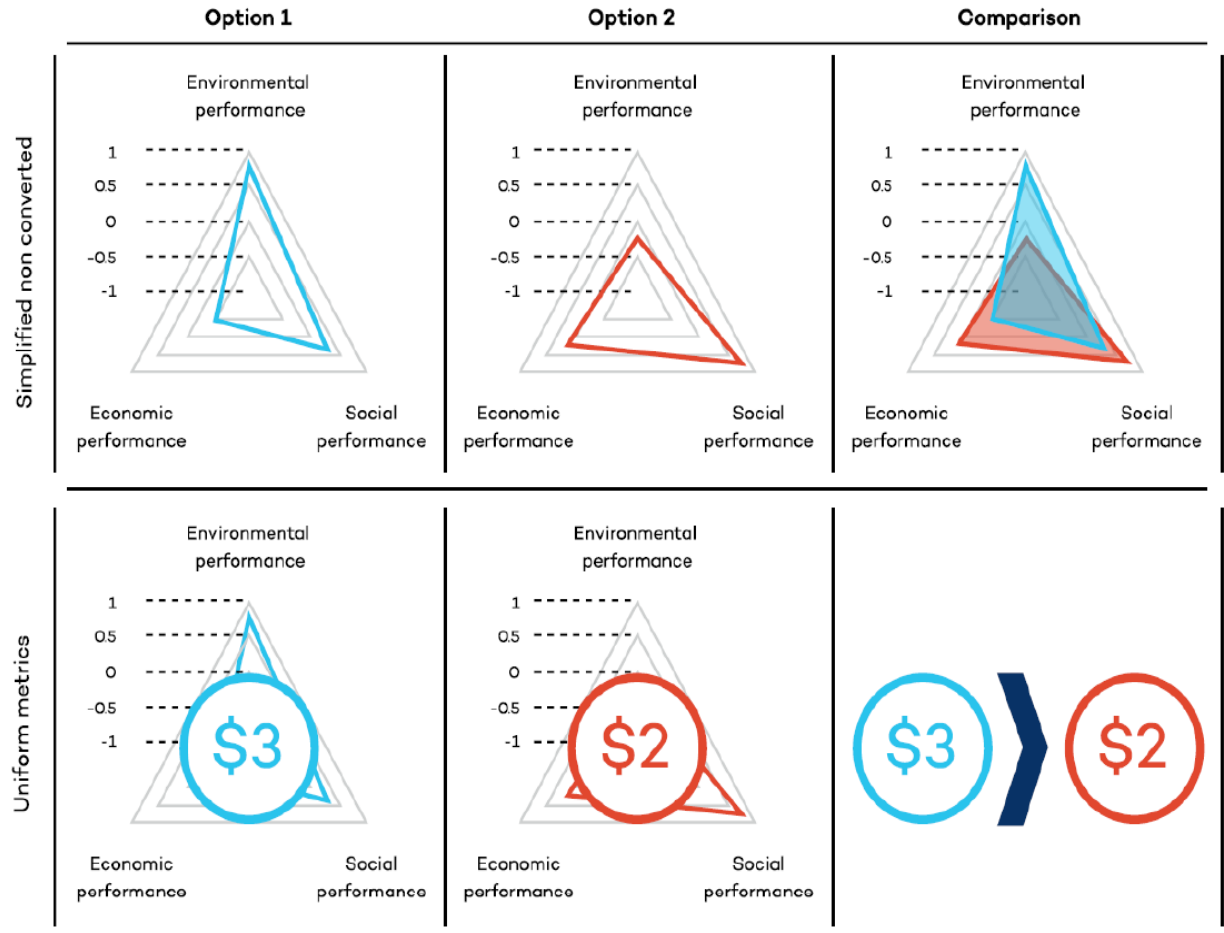 Option 1
Option 2
Comparison
Simplified non converted
Environmental
performance
1
0.5
0
-0.5
-1
Economic
performance
Social
performance
Environmental
performance
1
0.5
0
-0.5
-1
Economic
performance
Social
performance
Environmental
performance
1
0.5
0
-0.5
-1
Economic
performance
Social
performance
Uniform metrics
Environmental
performance
1
0.5
0
-0.5
-1
$3
Economic
performance
Social
performance
Environmental
performance
1
0.5
0
-0.5
-1
$2
Economic
performance
Social
performance
$3
$2